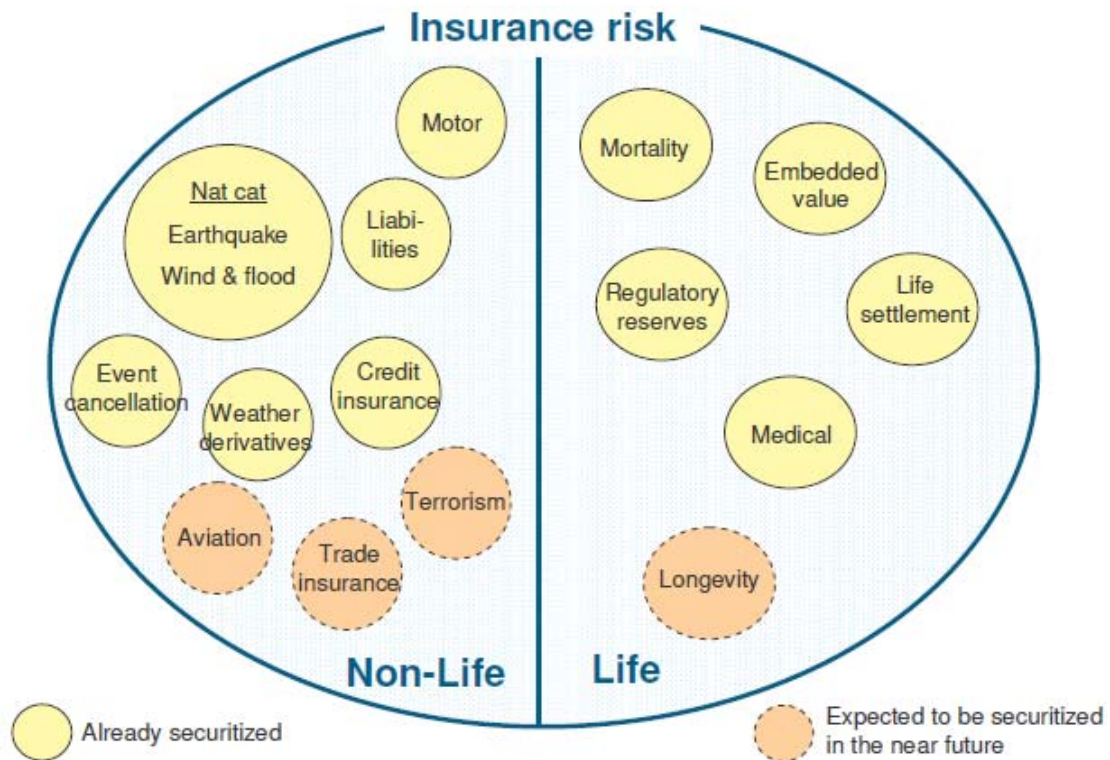 Insurance risk
Motor
Nat cat
Earthquake
Wind & flood
Liabi-
lities
Event
cancellation
Weather
derivatives
Credit
insurance
Aviation
Trade
insurance
Terrorism
Non-Life
Mortality
Embedded
value
Regulatory
reserves
Life
settlement
Medical
Longevity
Life
Already securitized
Expected to be securitized
in the near future